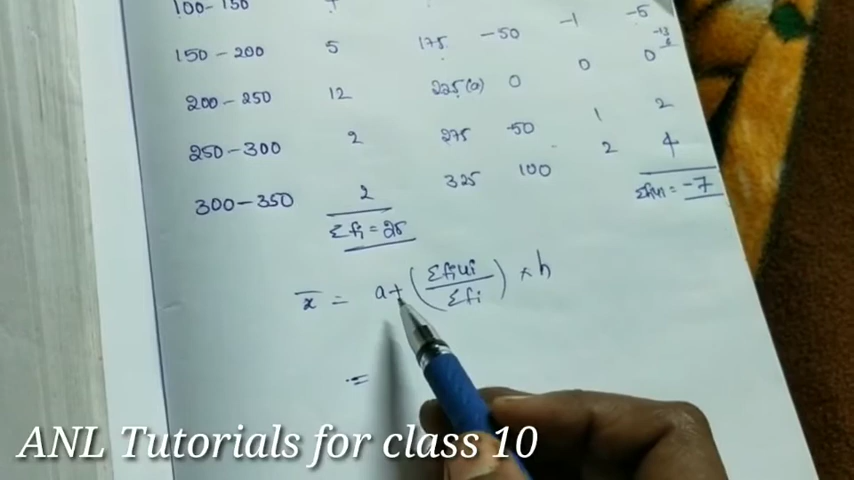 100-150
150-200 5 175 -50 -1 -5
-13
6
200-250 12 225(a) 0 0 0
250-300 2 275 50 1 2
300-350 2 325 100 2 4
Σfi = 25 Σfiui = -7
x̄ = a+ (Σfiui/Σfi) × h
=
ANL Tutorials for class 10